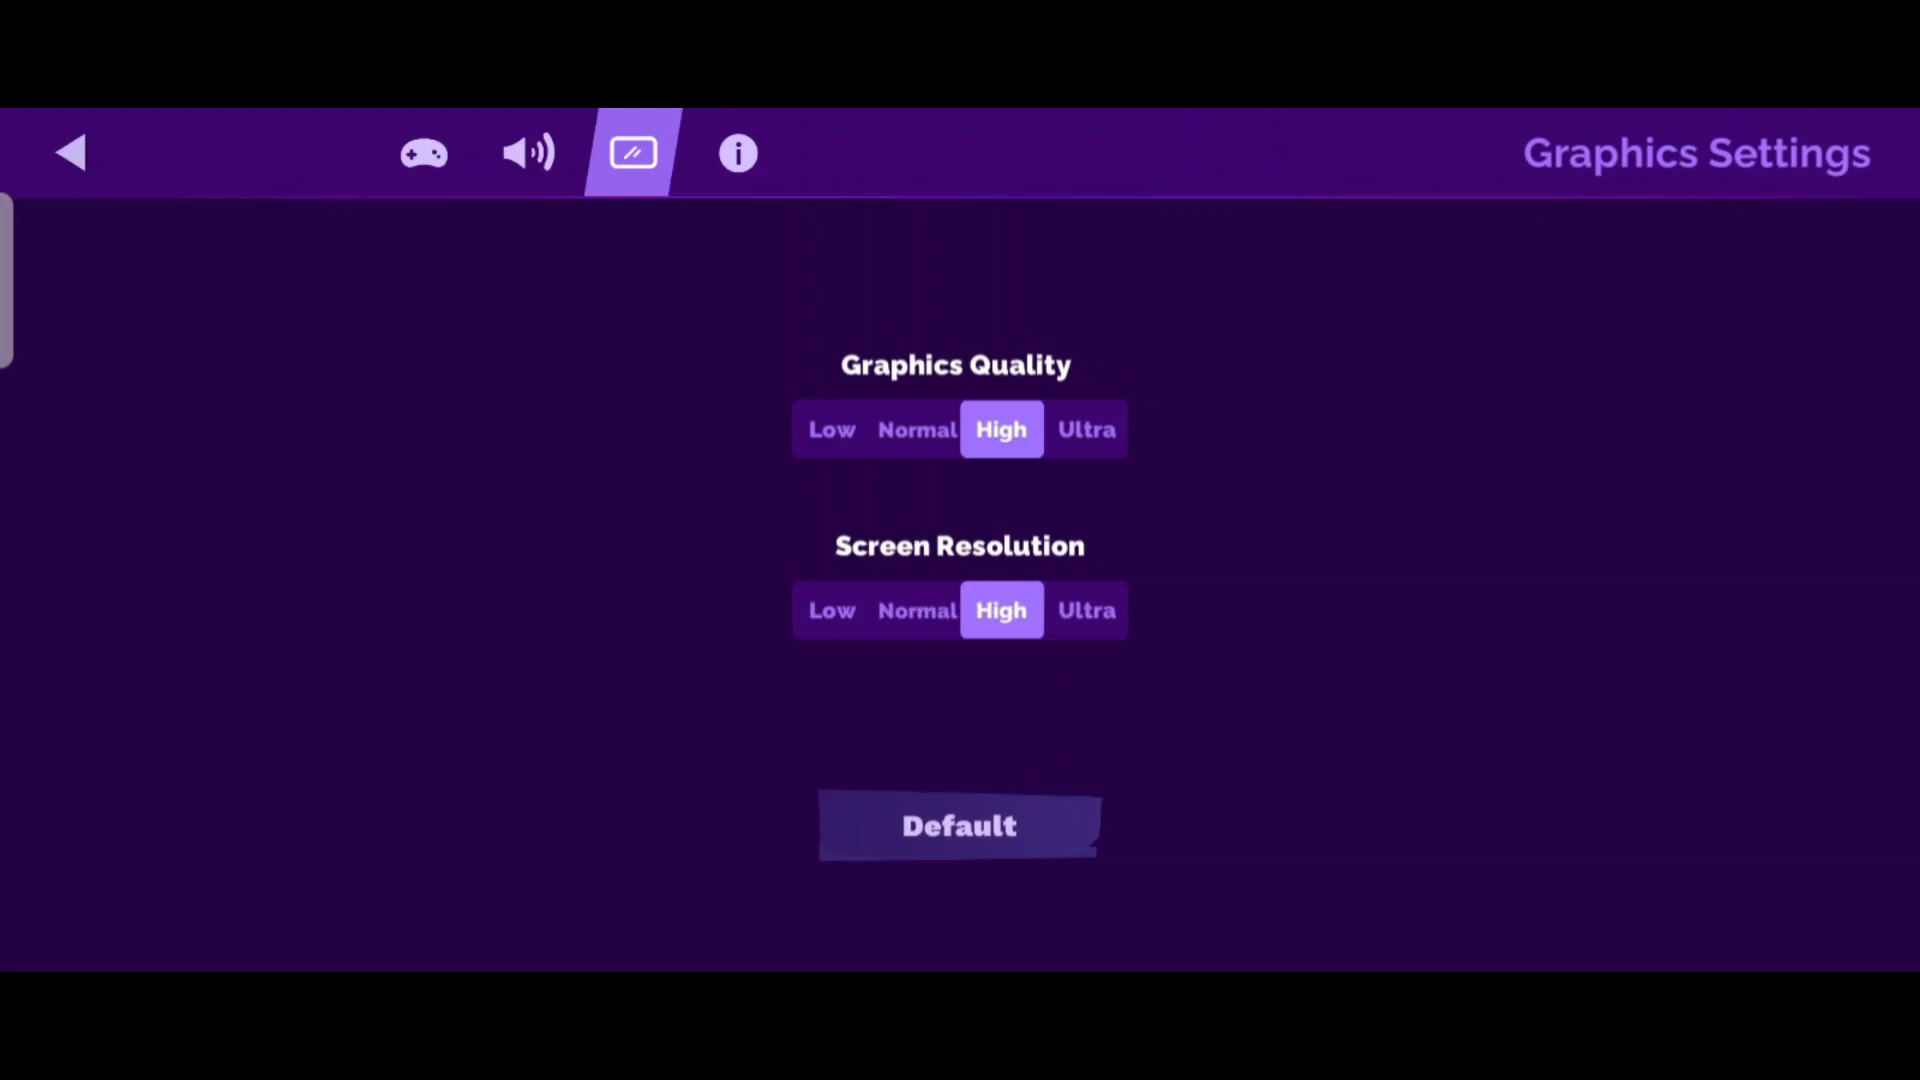 Graphics Settings
Graphics Quality
Low Normal High Ultra
Screen Resolution
Low Normal High Ultra
Default